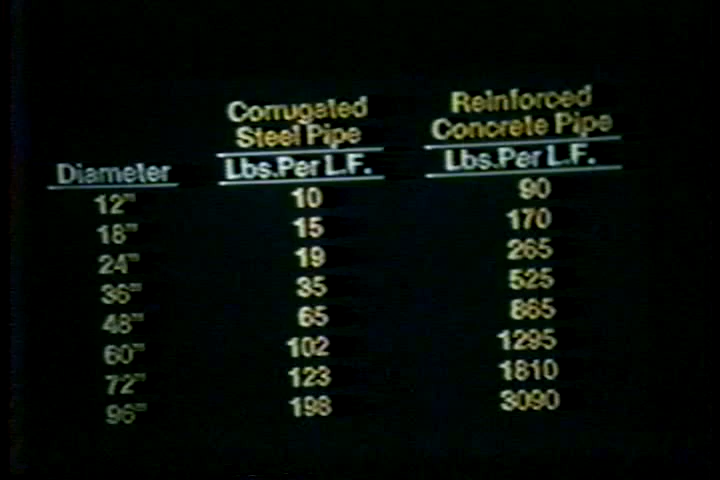 Corrugated Reinforced
Steel Pipe Concrete Pipe
Diameter Lbs.Per L.F. Lbs.Per L.F.
12" 10 90
18" 15 170
24" 19 265
36" 35 525
48" 65 865
60" 102 1295
72" 123 1810
96" 198 3090